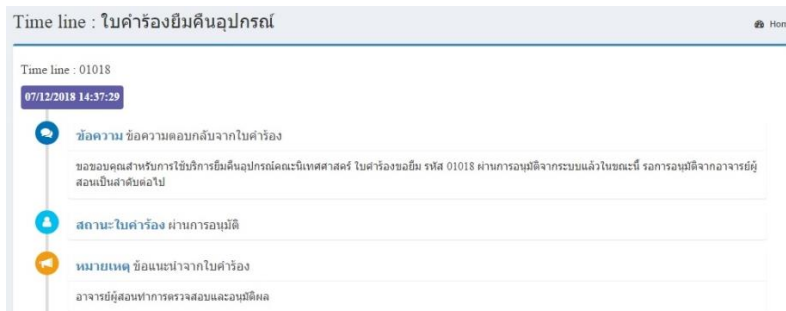 Time line : ใบคำร้องยืมคืนอุปกรณ์
Hom
Time line : 01018
07/12/2018 14:37:29
ข้อความ ข้อความตอบกลับจากใบคำร้อง
ขอขอบคุณสำหรับการใช้บริการยืมคืนอุปกรณ์คณะนิเทศศาสตร์ ใบคำร้องขอยืม รหัส 01018 ผ่านการอนุมัติจากระบบแล้วในขณะนี้ รอการอนุมัติจากอาจารย์ผู้
สอนเป็นลำดับต่อไป
สถานะใบคำร้อง ผ่านการอนุมัติ
หมายเหตุ ข้อแนะนำจากใบคำร้อง
อาจารย์ผู้สอนทำการตรวจสอบและอนุมัติผล